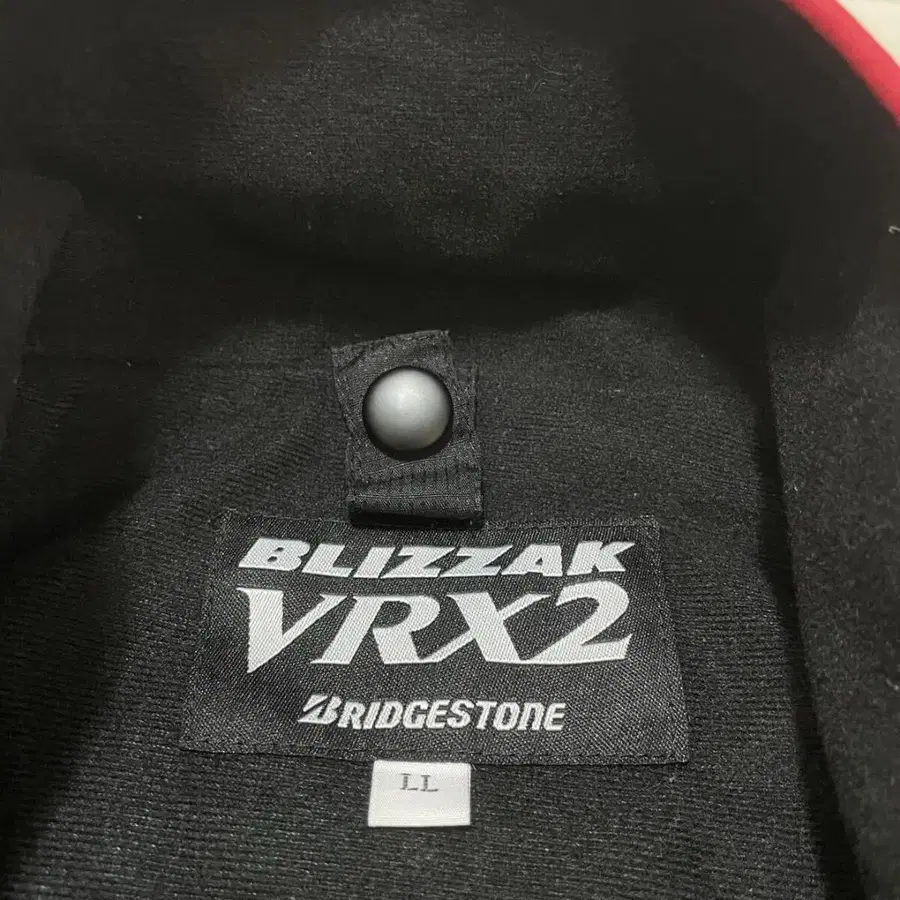 BLIZZAK
VRX2
BRIDGESTONE
LL